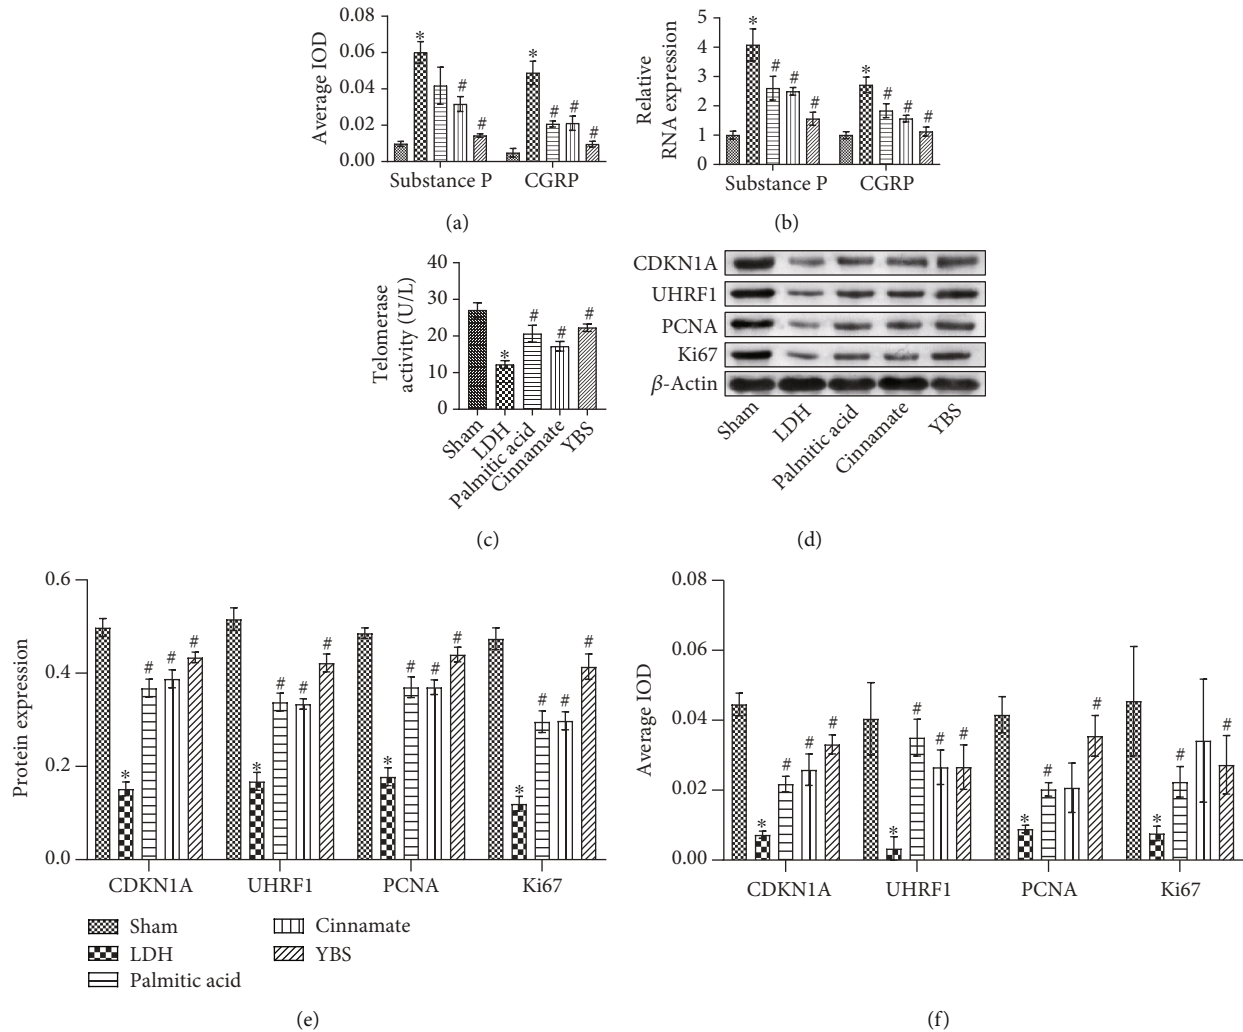 Average IOD
0.08
0.06
0.04
0.02
0.00
*
#
#
*
#
#
#
Substance P
CGRP
(a)
Relative
RNA expression
5
4
3
2
1
0
*
#
#
#
*
#
#
#
Substance P
CGRP
(b)
Telomerase
activity (U/L)
40
30
20
10
0
*
#
#
#
Sham
LDH
Palmitic acid
Cinnamate
YBS
(c)
CDKN1A
UHRF1
PCNA
Ki67
β-Actin
Sham
LDH
Palmitic acid
Cinnamate
YBS
(d)
Protein expression
0.6
0.4
0.2
0.0
*
#
#
#
*
#
#
#
*
#
#
#
*
#
#
#
CDKN1A
UHRF1
PCNA
Ki67
Sham
LDH
Palmitic acid
Cinnamate
YBS
(e)
Average IOD
0.08
0.06
0.04
0.02
0.00
*
#
#
#
*
#
#
#
*
#
#
*
#
#
CDKN1A
UHRF1
PCNA
Ki67
(f)